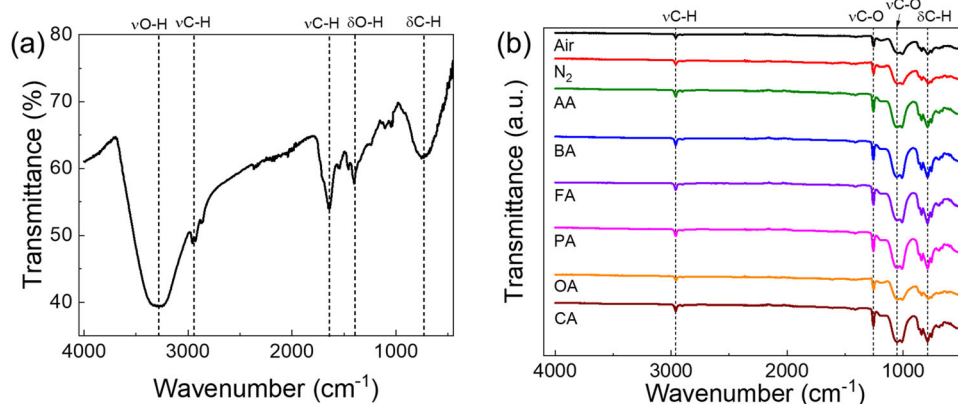 (a)
νO-H
νC-H
νC-H
δO-H
δC-H
80
70
60
50
40
Transmittance (%)
4000
3000
2000
1000
Wavenumber (cm⁻¹)
(b)
νC-H
νC-O
νC-O
δC-H
Air
N₂
AA
BA
FA
PA
OA
CA
Transmittance (a.u.)
4000
3000
2000
1000
Wavenumber (cm⁻¹)